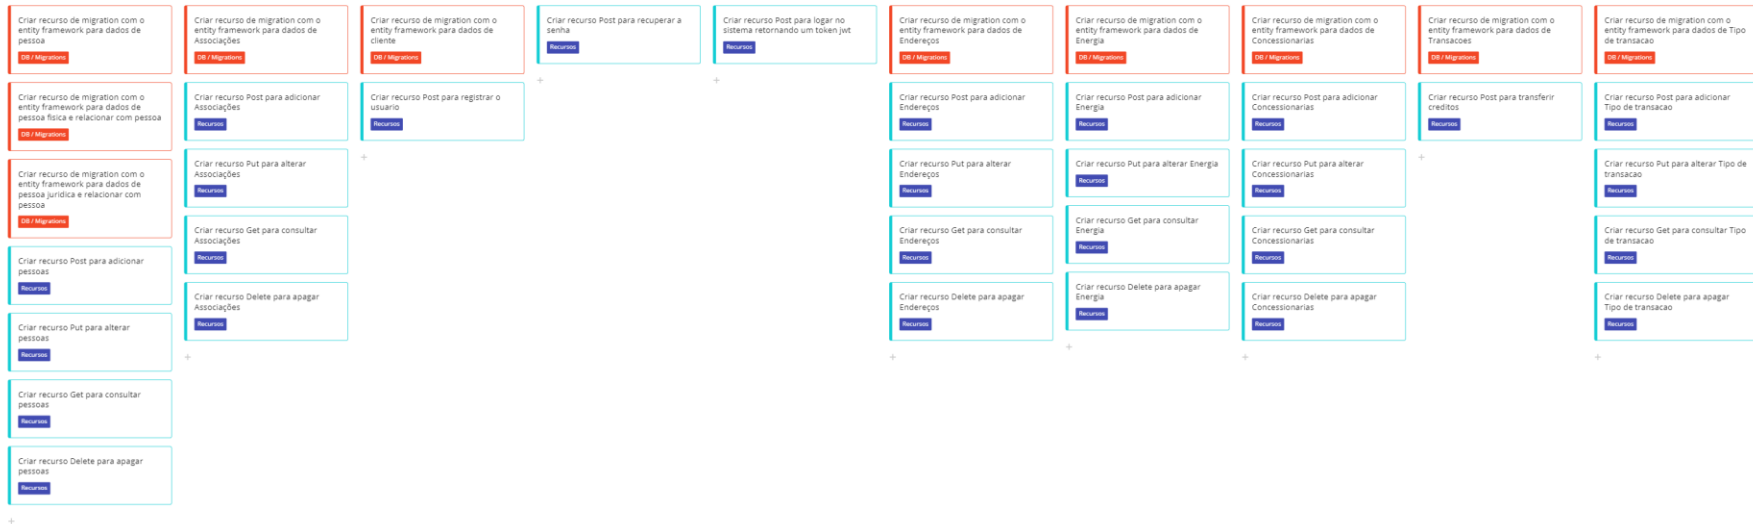 Criar recurso de migration com o
entity framework para dados de
pessoa
DB / Migrations
Criar recurso de migration com o
entity framework para dados de
pessoa fisica e relacionar com pessoa
DB / Migrations
Criar recurso de migration com o
entity framework para dados de
pessoa juridica e relacionar com
pessoa
DB / Migrations
Criar recurso Post para adicionar
pessoas
Recursos
Criar recurso Put para alterar
pessoas
Recursos
Criar recurso Get para consultar
pessoas
Recursos
Criar recurso Delete para apagar
pessoas
Recursos
Criar recurso de migration com o
entity framework para dados de
Associações
DB / Migrations
Criar recurso Post para adicionar
Associações
Recursos
Criar recurso Put para alterar
Associações
Recursos
Criar recurso Get para consultar
Associações
Recursos
Criar recurso Delete para apagar
Associações
Recursos
Criar recurso de migration com o
entity framework para dados de
cliente
DB / Migrations
Criar recurso Post para registrar o
usuario
Recursos
Criar recurso Post para recuperar a
senha
Recursos
Criar recurso Post para logar no
sistema retornando um token jwt
Recursos
Criar recurso de migration com o
entity framework para dados de
Endereços
DB / Migrations
Criar recurso Post para adicionar
Endereços
Recursos
Criar recurso Put para alterar
Endereços
Recursos
Criar recurso Get para consultar
Endereços
Recursos
Criar recurso Delete para apagar
Endereços
Recursos
Criar recurso de migration com o
entity framework para dados de
Energia
DB / Migrations
Criar recurso Post para adicionar
Energia
Recursos
Criar recurso Put para alterar Energia
Recursos
Criar recurso Get para consultar
Energia
Recursos
Criar recurso Delete para apagar
Energia
Recursos
Criar recurso de migration com o
entity framework para dados de
Concessionarias
DB / Migrations
Criar recurso Post para adicionar
Concessionarias
Recursos
Criar recurso Put para alterar
Concessionarias
Recursos
Criar recurso Get para consultar
Concessionarias
Recursos
Criar recurso Delete para apagar
Concessionarias
Recursos
Criar recurso de migration com o
entity framework para dados de
Transacoes
DB / Migrations
Criar recurso Post para transferir
creditos
Recursos
Criar recurso de migration com o
entity framework para dados de Tipo
de transacao
DB / Migrations
Criar recurso Post para adicionar
Tipo de transacao
Recursos
Criar recurso Put para alterar Tipo de
transacao
Recursos
Criar recurso Get para consultar Tipo
de transacao
Recursos
Criar recurso Delete para apagar
Tipo de transacao
Recursos